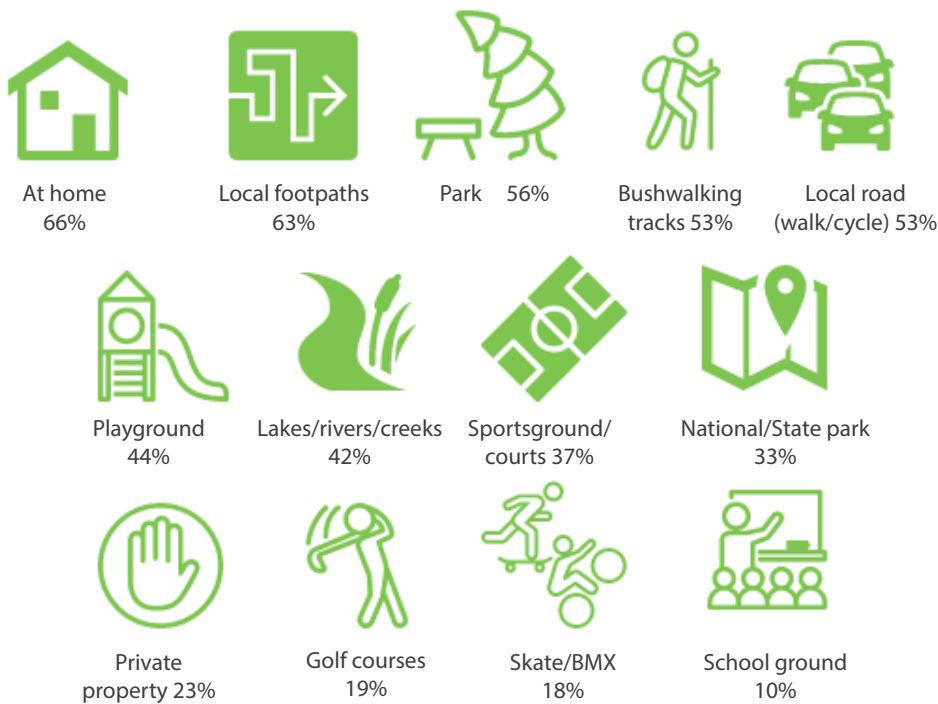 At home
66%
Local footpaths
63%
Park 56%
Bushwalking
tracks 53%
Local road
(walk/cycle) 53%
Playground
44%
Lakes/rivers/creeks
42%
Sportsground/
courts 37%
National/State park
33%
Private
property 23%
Golf courses
19%
Skate/BMX
18%
School ground
10%